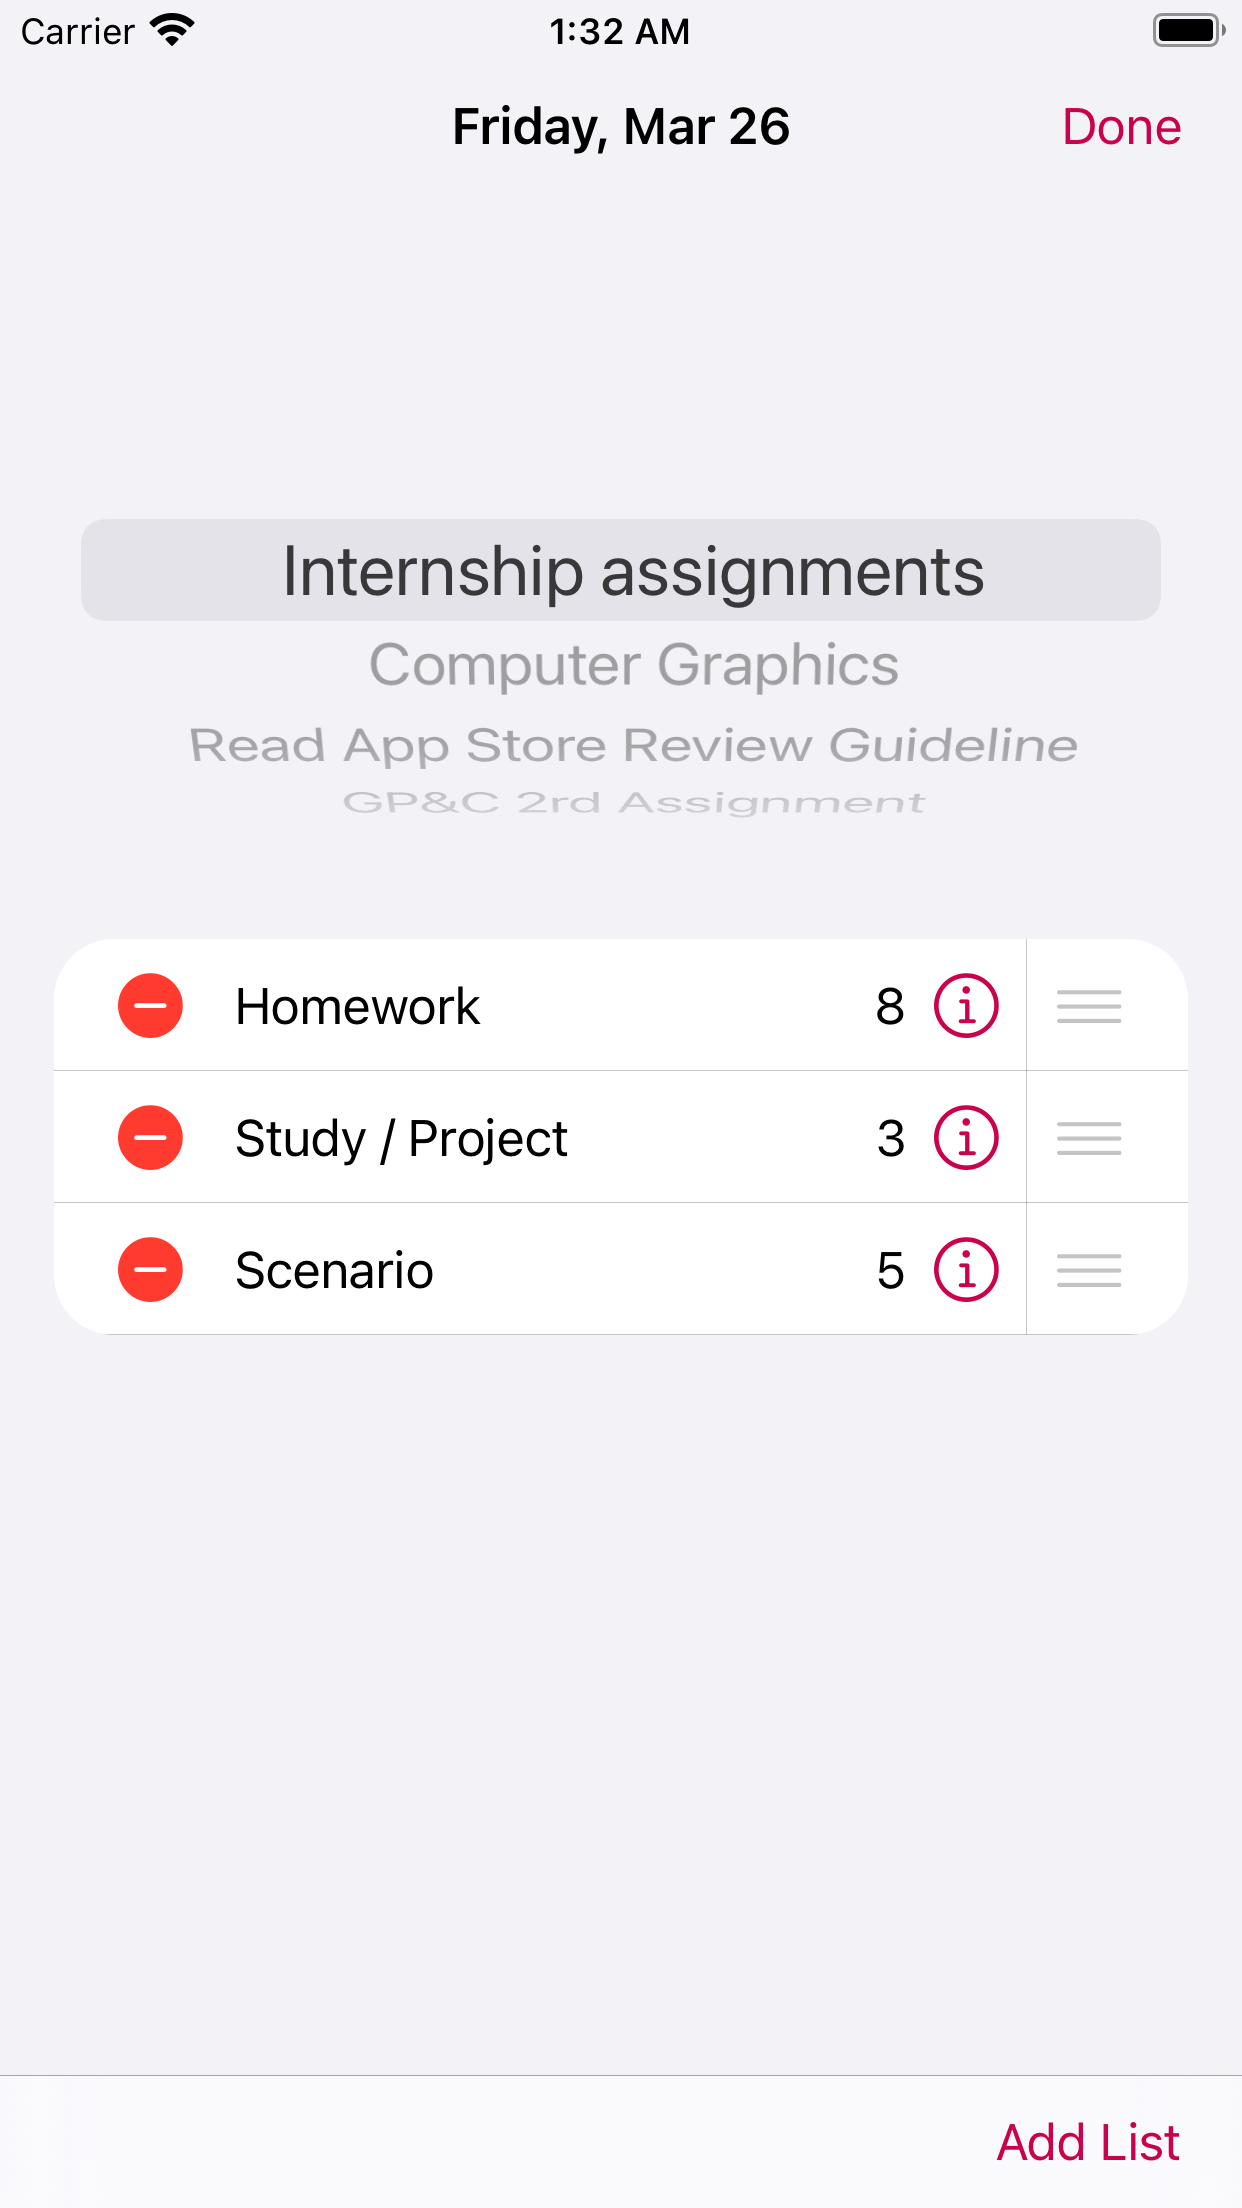 Carrier 1:32 AM
Friday, Mar 26 Done
Internship assignments
Computer Graphics
Read App Store Review Guideline
GP&C 2rd Assignment
Homework 8
Study / Project 3
Scenario 5
Add List